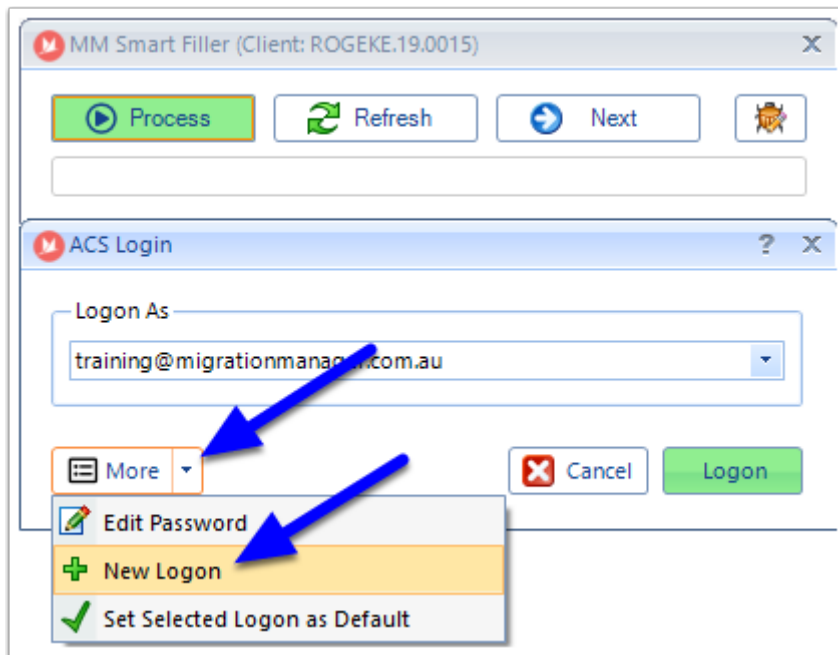 MM Smart Filler (Client: ROGEKE.19.0015)
Process Refresh Next
ACS Login
Logon As
training@migrationmanager.com.au
More Cancel Logon
Edit Password
New Logon
Set Selected Logon as Default